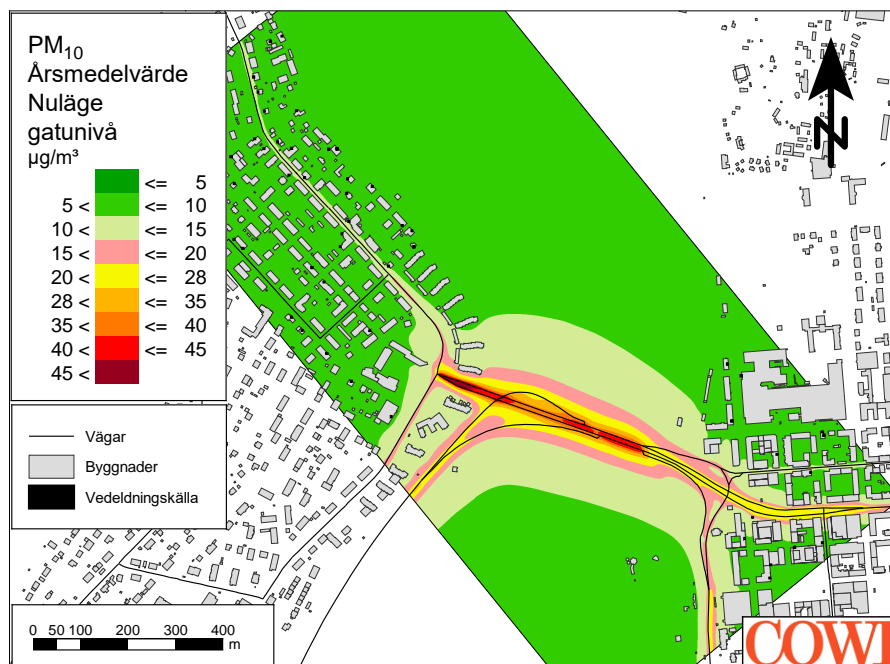 PM10
Årsmedelvärde
Nuläge
gatunivå
µg/m³
<= 5
5 < <= 10
10 < <= 15
15 < <= 20
20 < <= 28
28 < <= 35
35 < <= 40
40 < <= 45
45 <
Vägar
Byggnader
Vedeldningskälla
0 50 100 200 300 400
m
N
COWI